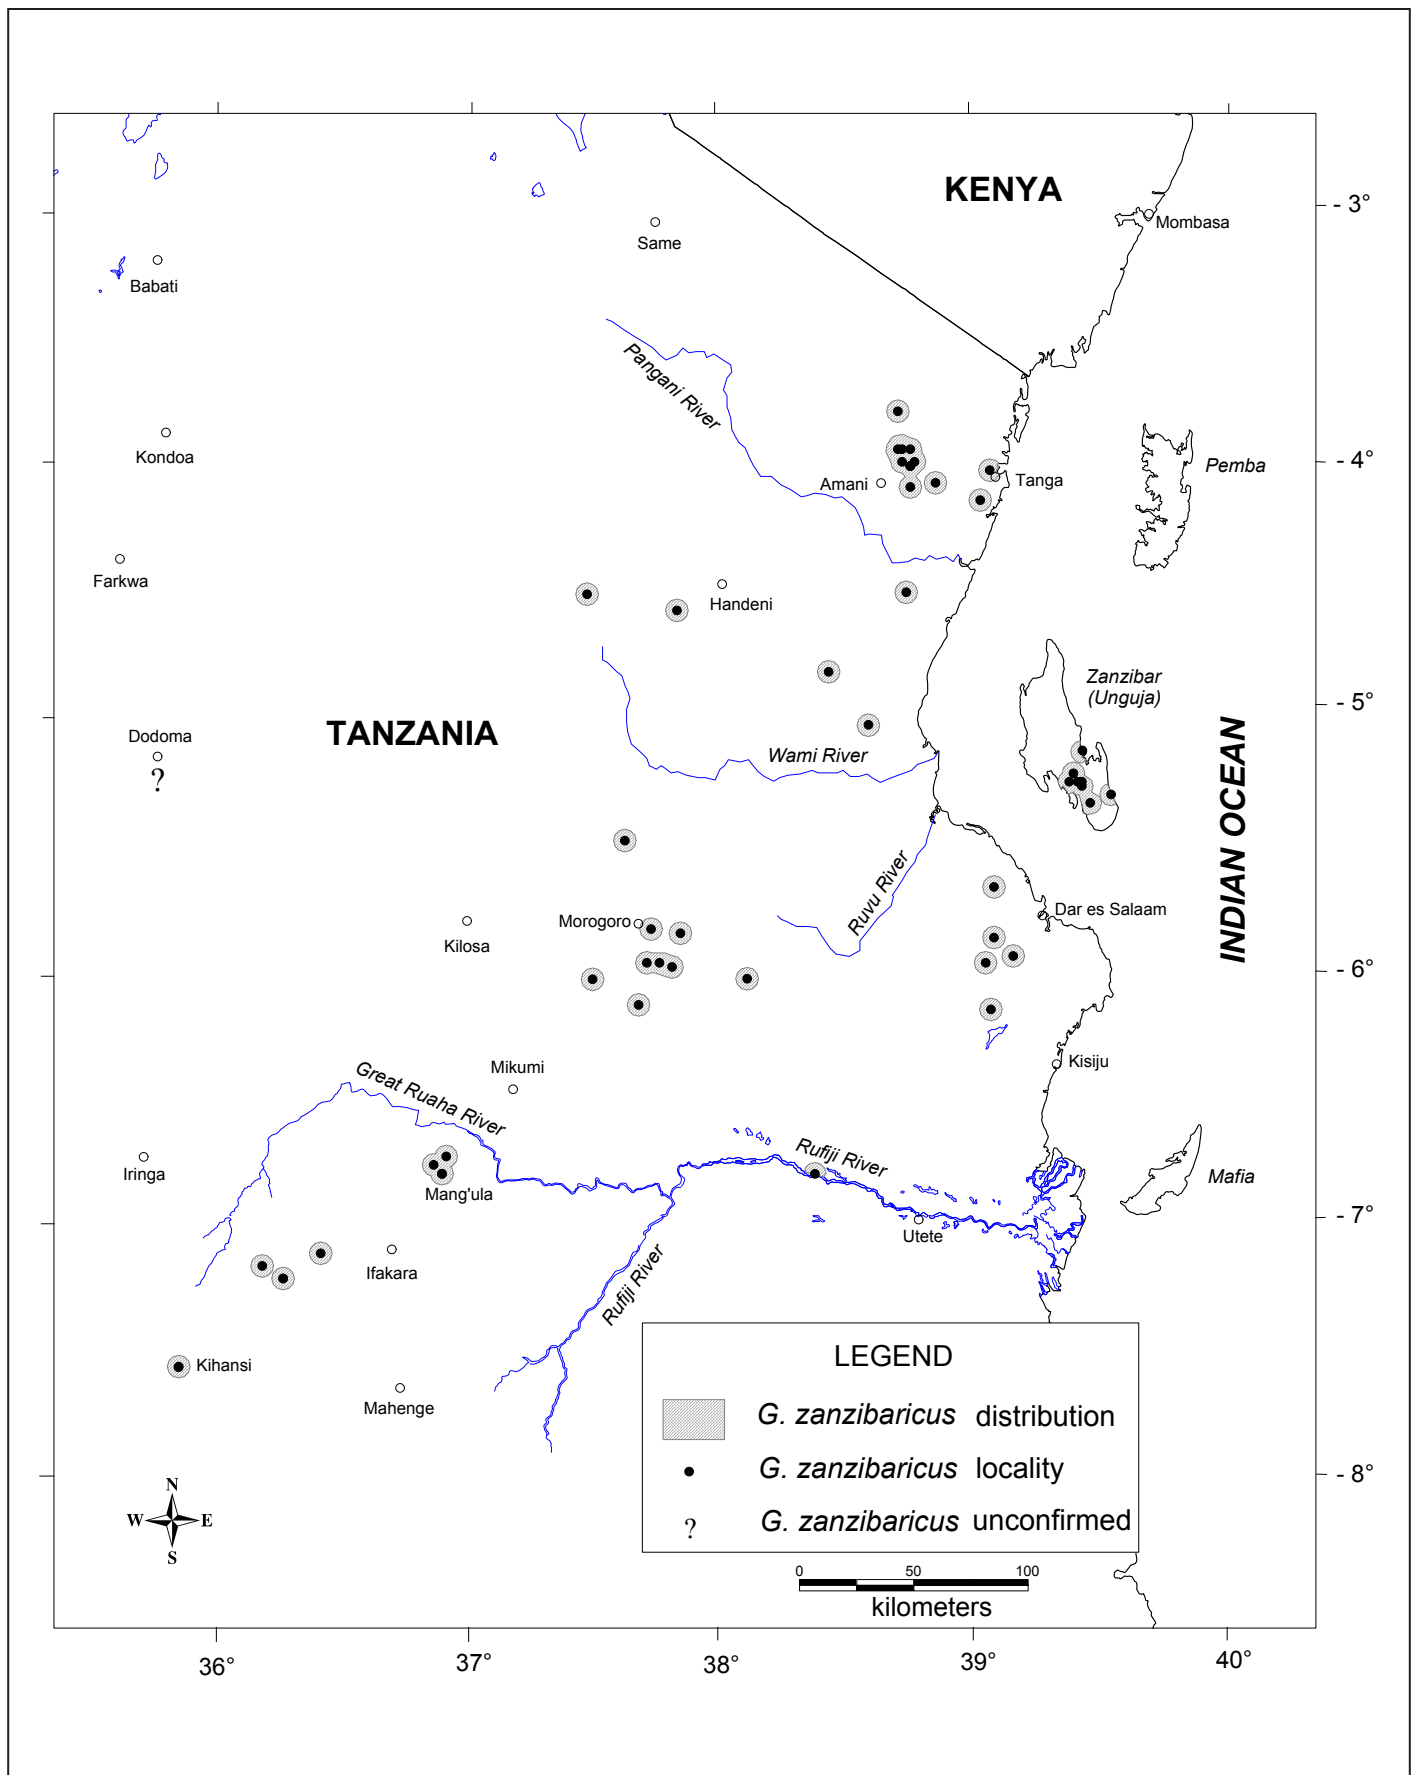 KENYA
- 3°
Mombasa
Same
Babati
Pangani River
Kondoa
- 4°
Pemba
Amani
Tanga
Farkwa
Handeni
Zanzibar
(Unguja)
- 5°
TANZANIA
Dodoma
?
Wami River
INDIAN OCEAN
Ruvu River
Dar es Salaam
Morogoro
Kilosa
- 6°
Kisiju
Mikumi
Great Ruaha River
Rufiji River
Iringa
Mang'ula
Mafia
- 7°
Utete
Ifakara
Rufiji River
Kihansi
Mahenge
LEGEND
G. zanzibaricus distribution
G. zanzibaricus locality
? G. zanzibaricus unconfirmed
- 8°
N
W E
S
0 50 100
kilometers
36° 37° 38° 39° 40°